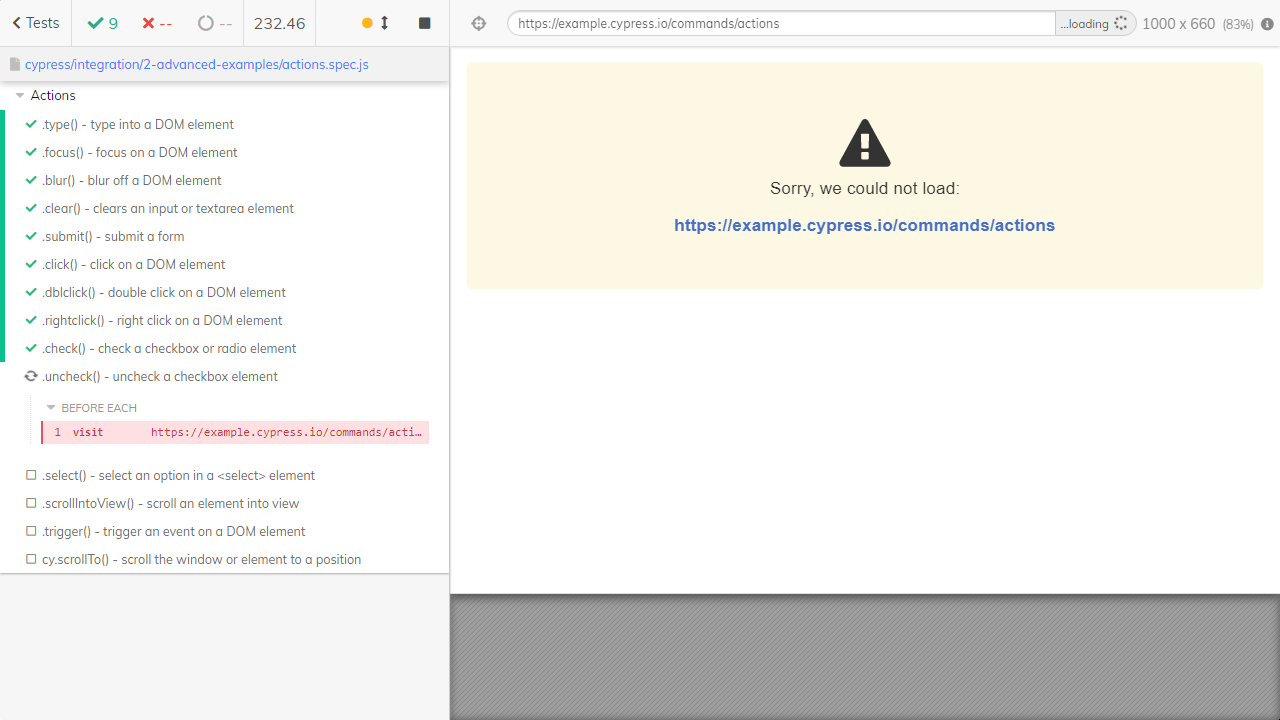 Tests 9 -- -- 232.46
https://example.cypress.io/commands/actions ...loading 1000 x 660 (83%)
cypress/integration/2-advanced-examples/actions.spec.js
Actions
.type() - type into a DOM element
.focus() - focus on a DOM element
.blur() - blur off a DOM element
.clear() - clears an input or textarea element
.submit() - submit a form
.click() - click on a DOM element
.dblclick() - double click on a DOM element
.rightclick() - right click on a DOM element
.check() - check a checkbox or radio element
.uncheck() - uncheck a checkbox element
BEFORE EACH
1 visit https://example.cypress.io/commands/acti…
.select() - select an option in a <select> element
.scrollIntoView() - scroll an element into view
.trigger() - trigger an event on a DOM element
cy.scrollTo() - scroll the window or element to a position
Sorry, we could not load:
https://example.cypress.io/commands/actions